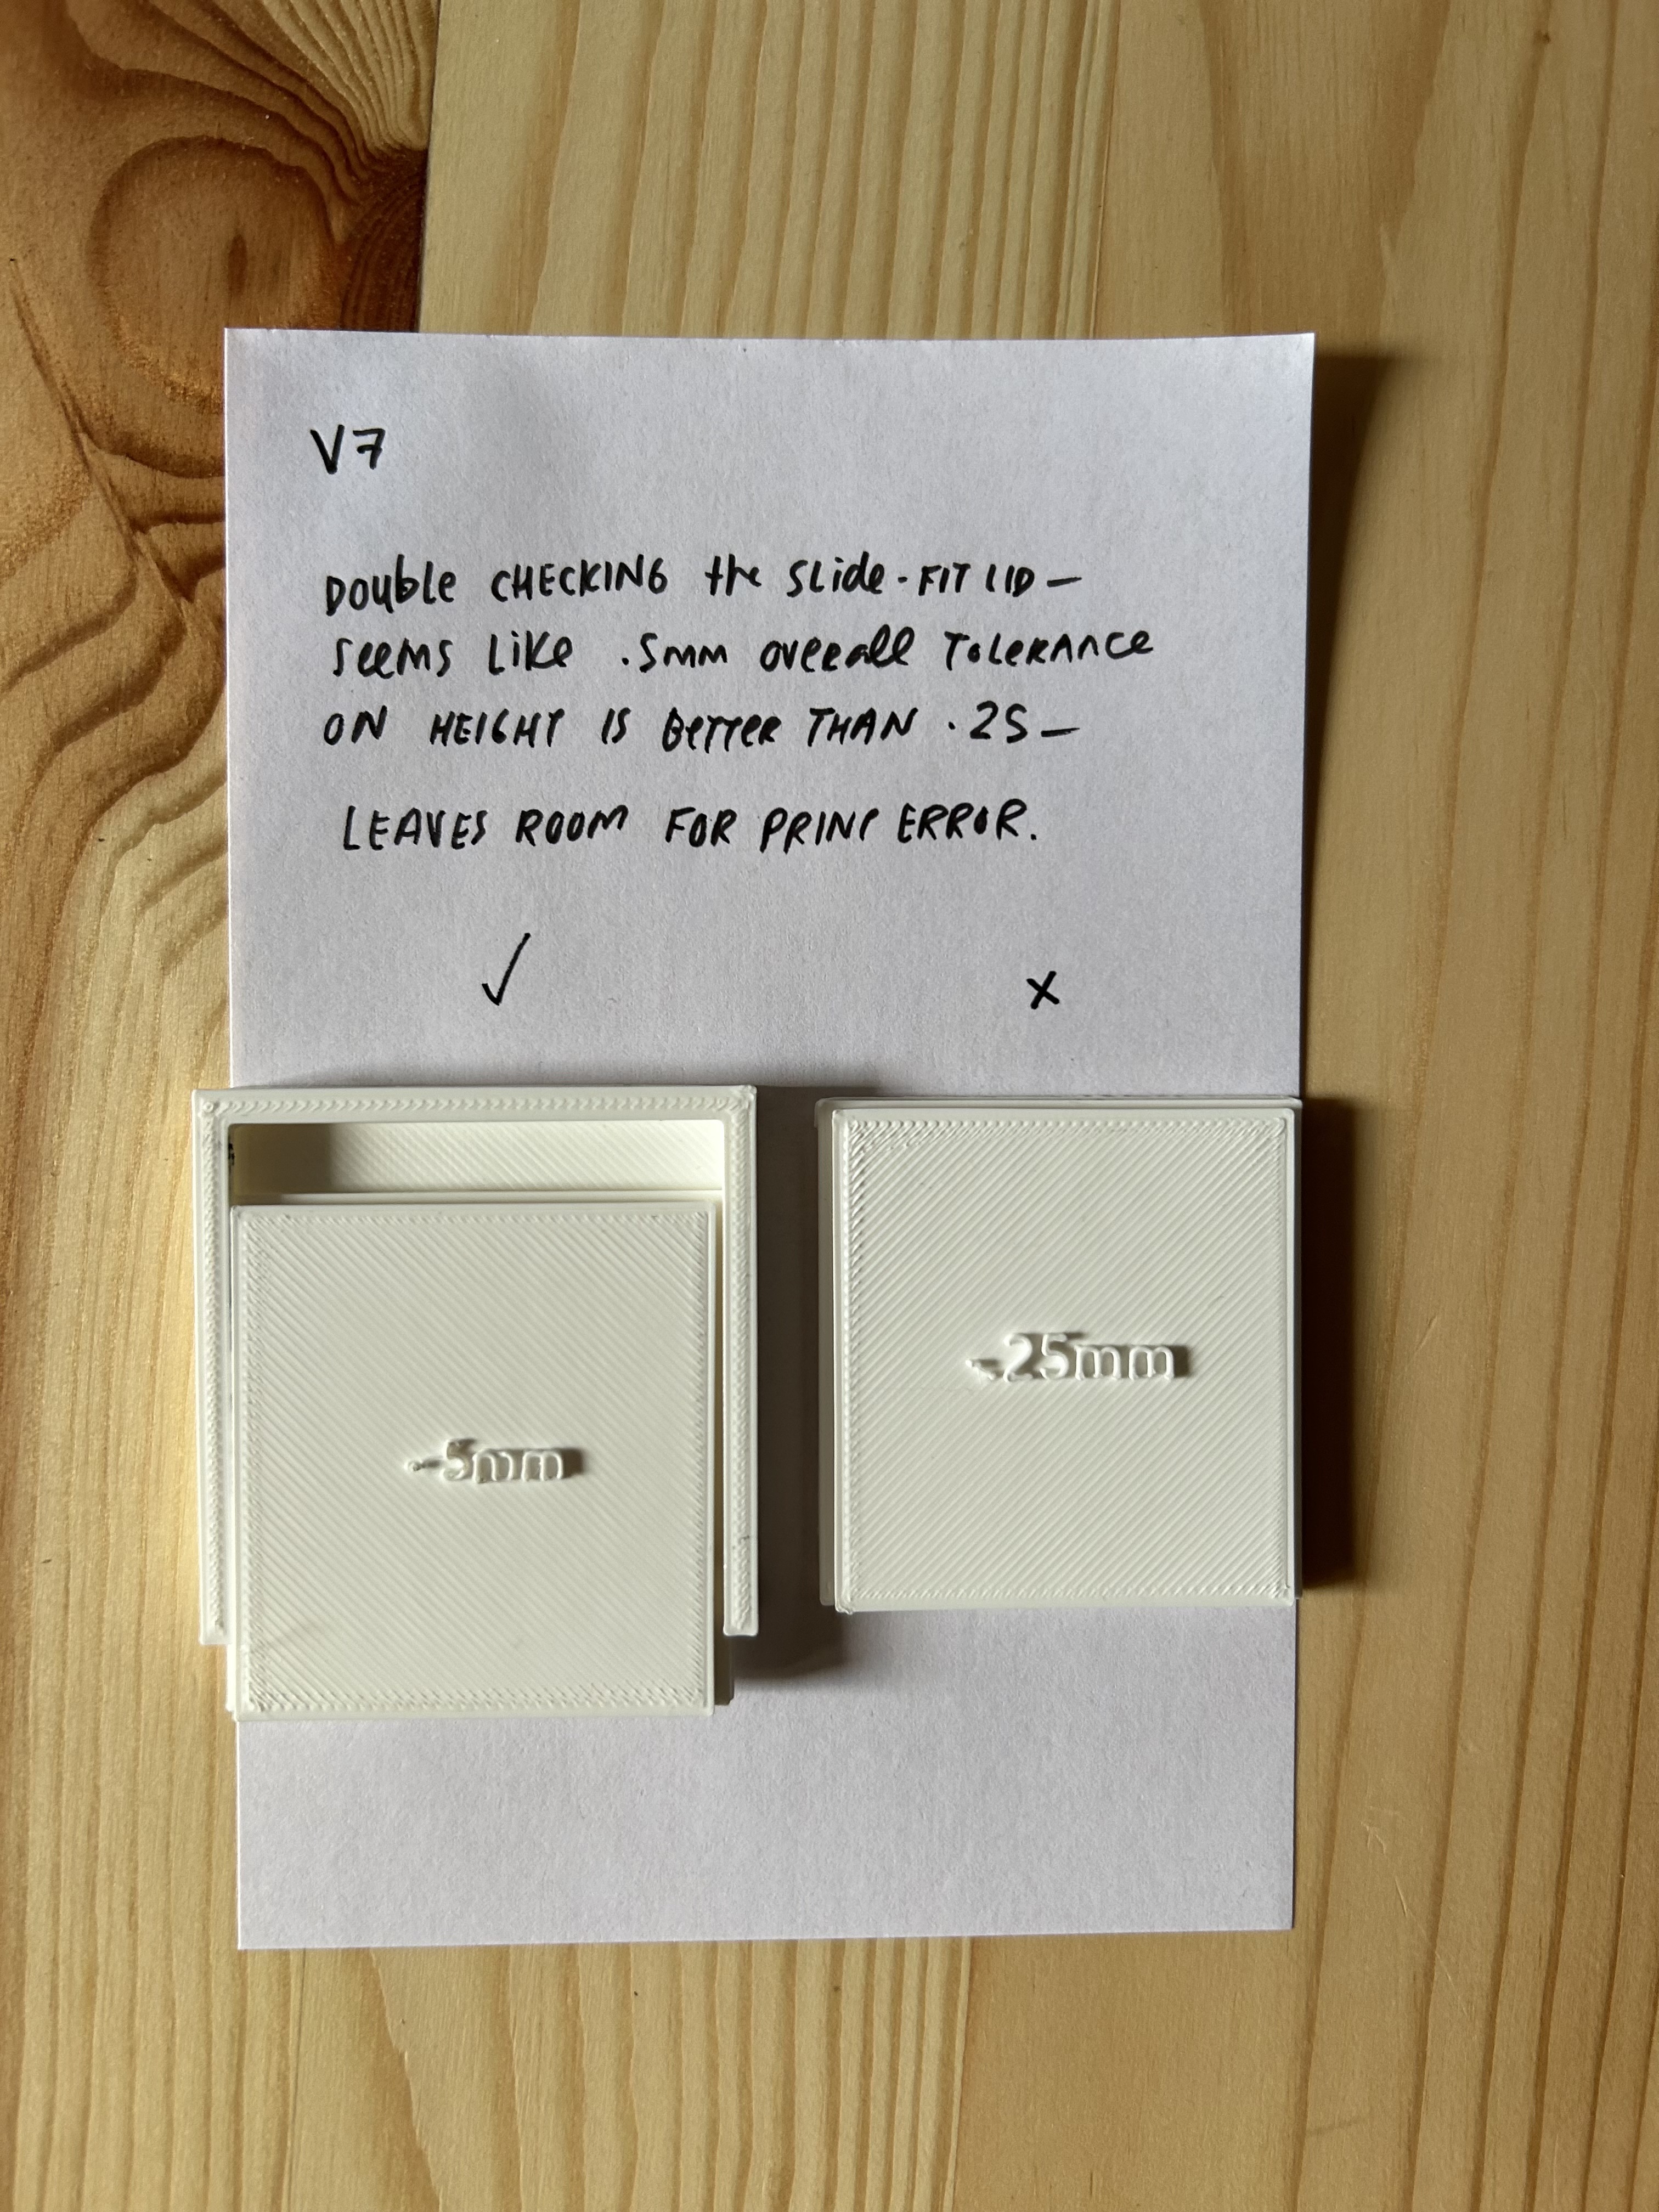 V7
DOUBLE CHECKING the SLIDE-FIT LID —
SEEMS LIKE .5mm OVERALL TOLERANCE
ON HEIGHT IS BETTER THAN .25 —
LEAVES ROOM FOR PRINT ERROR.
✓ x
-.5mm
-.25mm